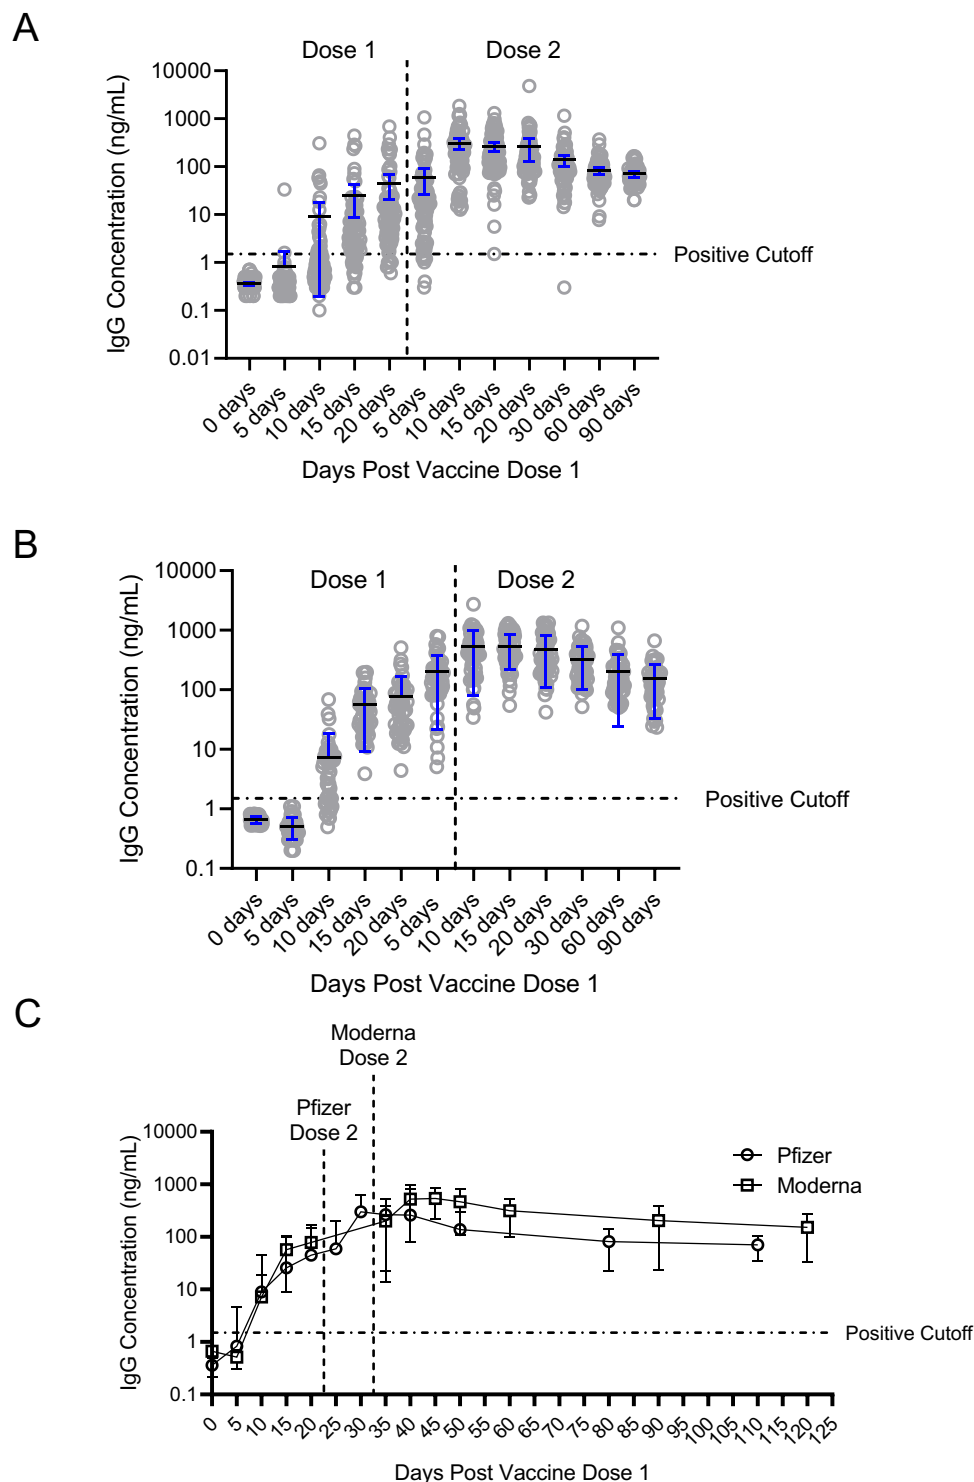 A
Dose 1
Dose 2
IgG Concentration (ng/mL)
10000
1000
100
10
1
0.1
0.01
Positive Cutoff
0 days
5 days
10 days
15 days
20 days
5 days
10 days
15 days
20 days
30 days
60 days
90 days
Days Post Vaccine Dose 1
B
Dose 1
Dose 2
IgG Concentration (ng/mL)
10000
1000
100
10
1
0.1
Positive Cutoff
0 days
5 days
10 days
15 days
20 days
5 days
10 days
15 days
20 days
30 days
60 days
90 days
Days Post Vaccine Dose 1
C
Moderna
Dose 2
Pfizer
Dose 2
IgG Concentration (ng/mL)
10000
1000
100
10
1
0.1
Pfizer
Moderna
Positive Cutoff
0 5 10 15 20 25 30 35 40 45 50 55 60 65 70 75 80 85 90 95 100 105 110 115 120 125
Days Post Vaccine Dose 1